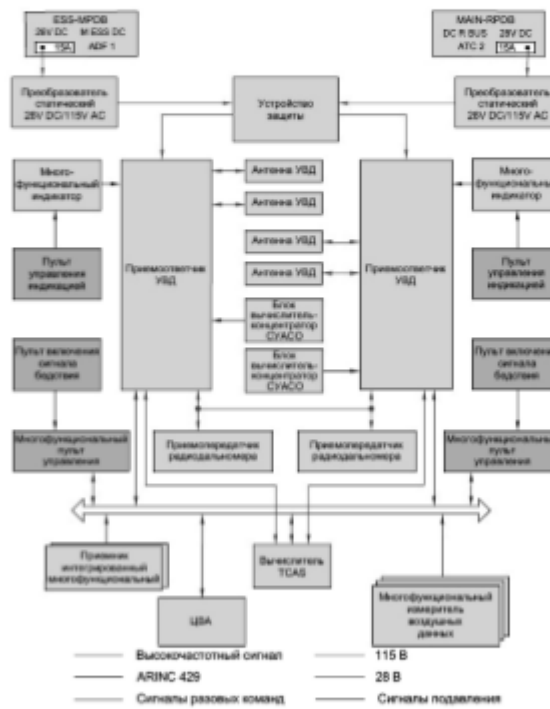 ESS-MPDB
28V DC M ESS DC
15A ADF 1
MAIN-RPDB
DC R BUS 28V DC
ATC 2 15A
Преобразователь
статический
28V DC/115V AC
Устройство
защиты
Преобразователь
статический
28V DC/115V AC
Много-
функциональный
индикатор
Антенна УВД
Антенна УВД
Много-
функциональный
индикатор
Пульт
управления
индикацией
Приемоответчик
УВД
Антенна УВД
Антенна УВД
Приемоответчик
УВД
Пульт
управления
индикацией
Блок
вычислитель-
концентратор
СУАСО
Блок
вычислитель-
концентратор
СУАСО
Пульт включения
сигнала
бедствия
Пульт включения
сигнала
бедствия
Многофункциональный
пульт
управления
Приемопередатчик
радиодальномера
Приемопередатчик
радиодальномера
Многофункциональный
пульт
управления
Приемник
интегрированный
многофункциональный
Вычислитель
TCAS
ЦВА
Многофункциональный
измеритель
воздушных
данных
Высокочастотный сигнал
115 В
ARINC 429
28 В
Сигналы разовых команд
Сигналы подавления